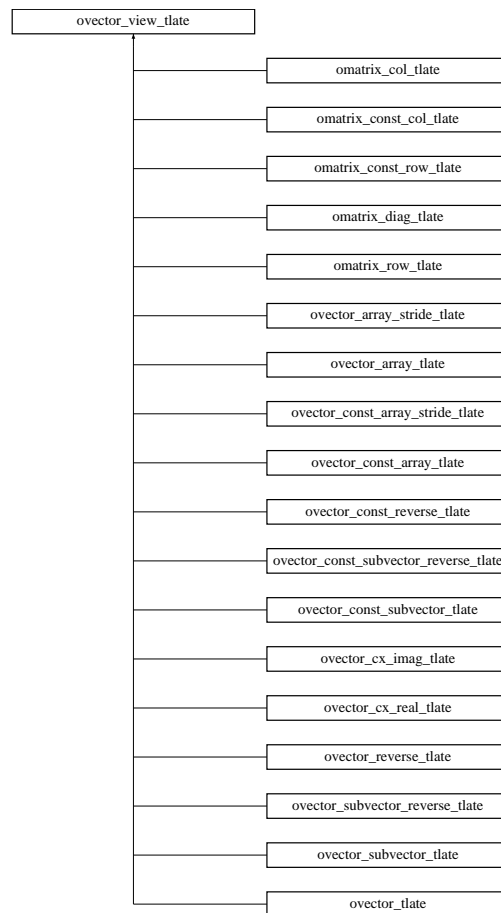 ovector_view_tlate
omatrix_col_tlate
omatrix_const_col_tlate
omatrix_const_row_tlate
omatrix_diag_tlate
omatrix_row_tlate
ovector_array_stride_tlate
ovector_array_tlate
ovector_const_array_stride_tlate
ovector_const_array_tlate
ovector_const_reverse_tlate
ovector_const_subvector_reverse_tlate
ovector_const_subvector_tlate
ovector_cx_imag_tlate
ovector_cx_real_tlate
ovector_reverse_tlate
ovector_subvector_reverse_tlate
ovector_subvector_tlate
ovector_tlate